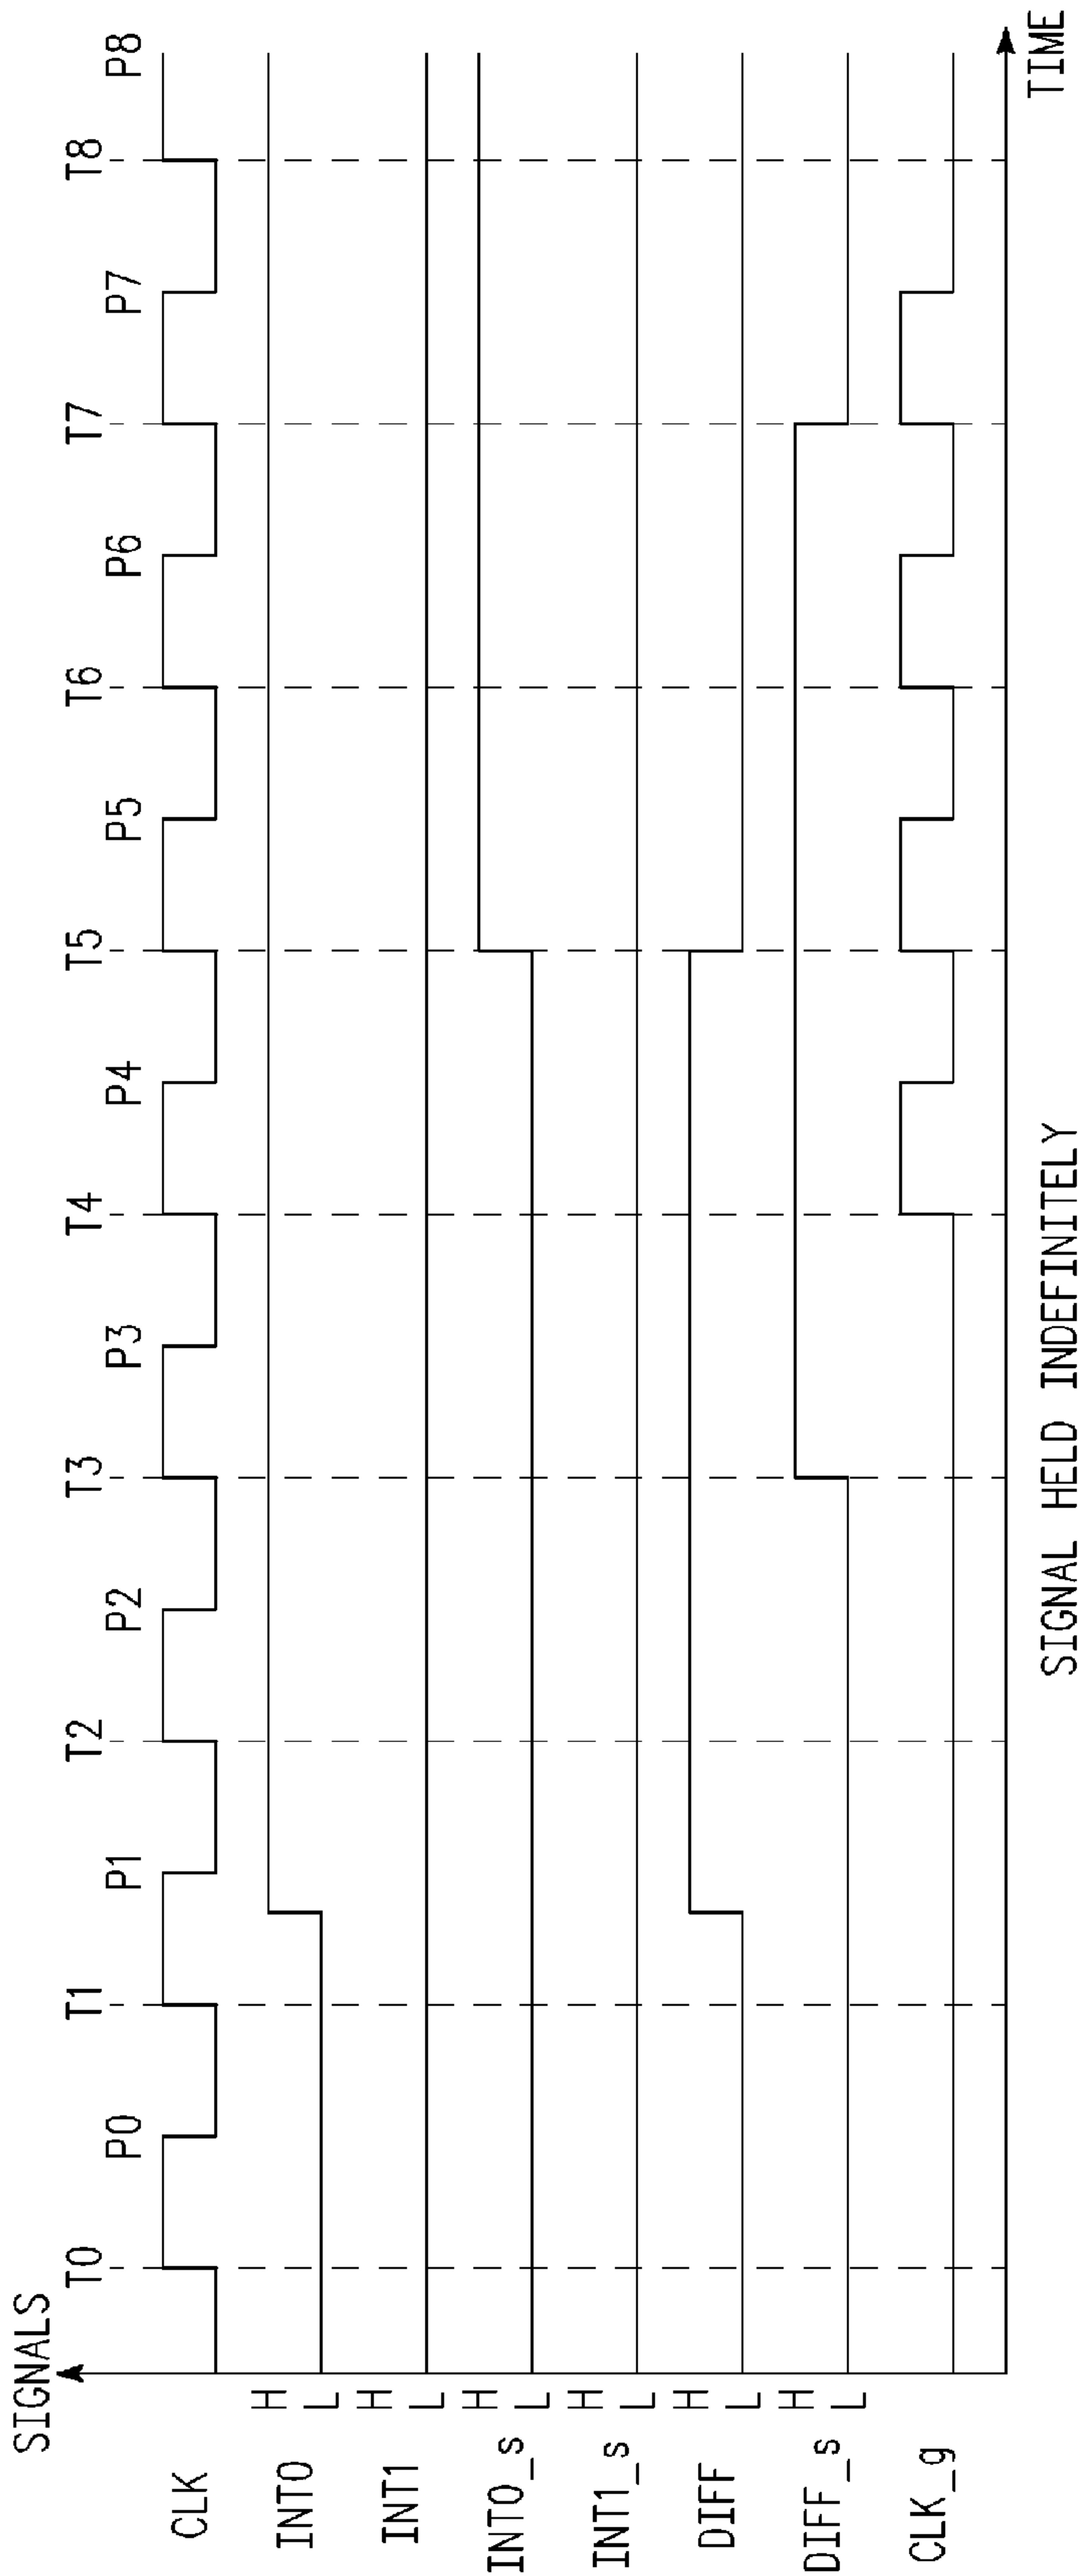 SIGNALS
T0 T1 T2 T3 T4 T5 T6 T7 T8
P0 P1 P2 P3 P4 P5 P6 P7 P8
CLK
INT0 H L
INT1 H L
INT0_s H L
INT1_s H L
DIFF H L
DIFF_s H L
CLK_g
TIME
SIGNAL HELD INDEFINITELY